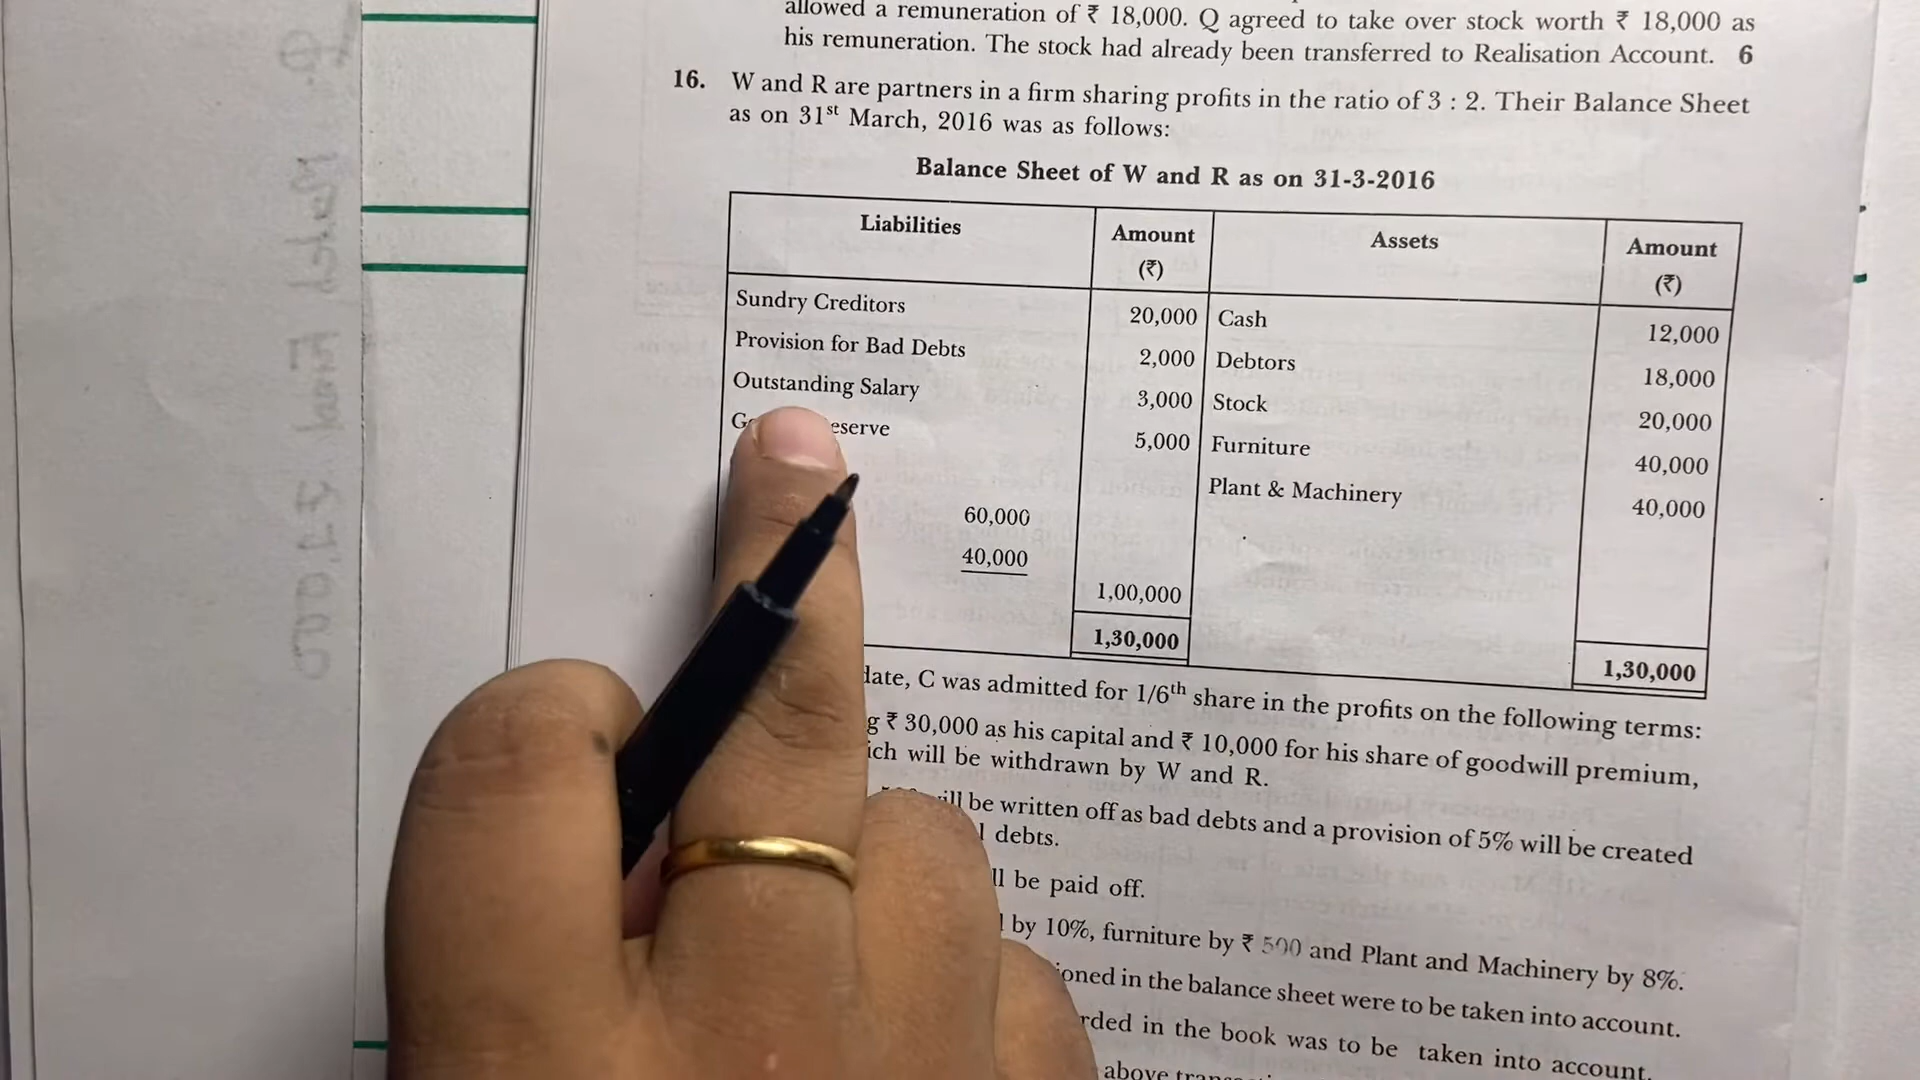 allowed a remuneration of ₹ 18,000. Q agreed to take over stock worth ₹ 18,000 as
his remuneration. The stock had already been transferred to Realisation Account. 6
16. W and R are partners in a firm sharing profits in the ratio of 3 : 2. Their Balance Sheet
as on 31st March, 2016 was as follows:
Balance Sheet of W and R as on 31-3-2016
Liabilities Amount (₹) Assets Amount (₹)
Sundry Creditors 20,000 Cash 12,000
Provision for Bad Debts 2,000 Debtors 18,000
Outstanding Salary 3,000 Stock 20,000
eserve 5,000 Furniture 40,000
60,000 Plant & Machinery 40,000
40,000
1,00,000
1,30,000 1,30,000
date, C was admitted for 1/6th share in the profits on the following terms:
g ₹ 30,000 as his capital and ₹ 10,000 for his share of goodwill premium,
ich will be withdrawn by W and R.
will be written off as bad debts and a provision of 5% will be created
debts.
ll be paid off.
by 10%, furniture by ₹ 500 and Plant and Machinery by 8%.
ioned in the balance sheet were to be taken into account.
rded in the book was to be taken into account.
above